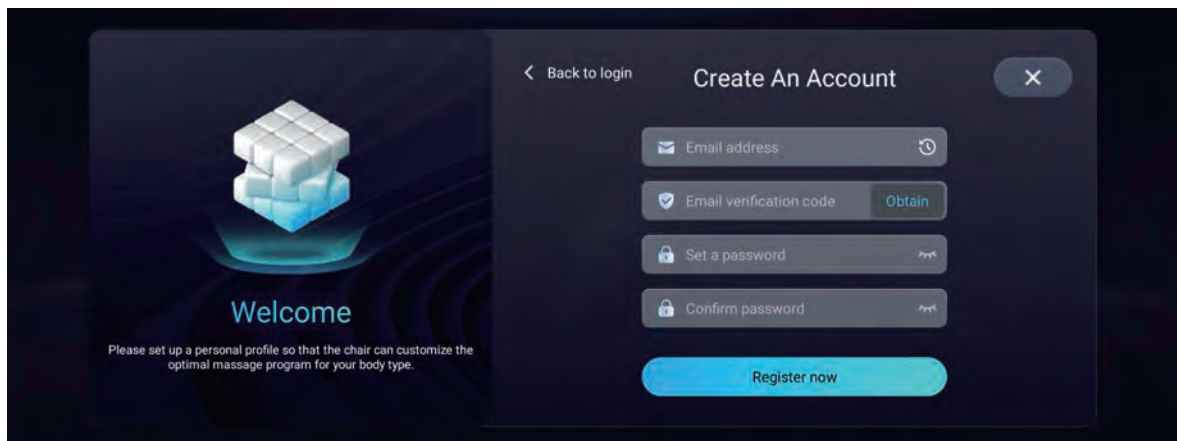 Back to login
Create An Account
Email address
Email verification code
Obtain
Set a password
Confirm password
Register now
Welcome
Please set up a personal profile so that the chair can customize the
optimal massage program for your body type.